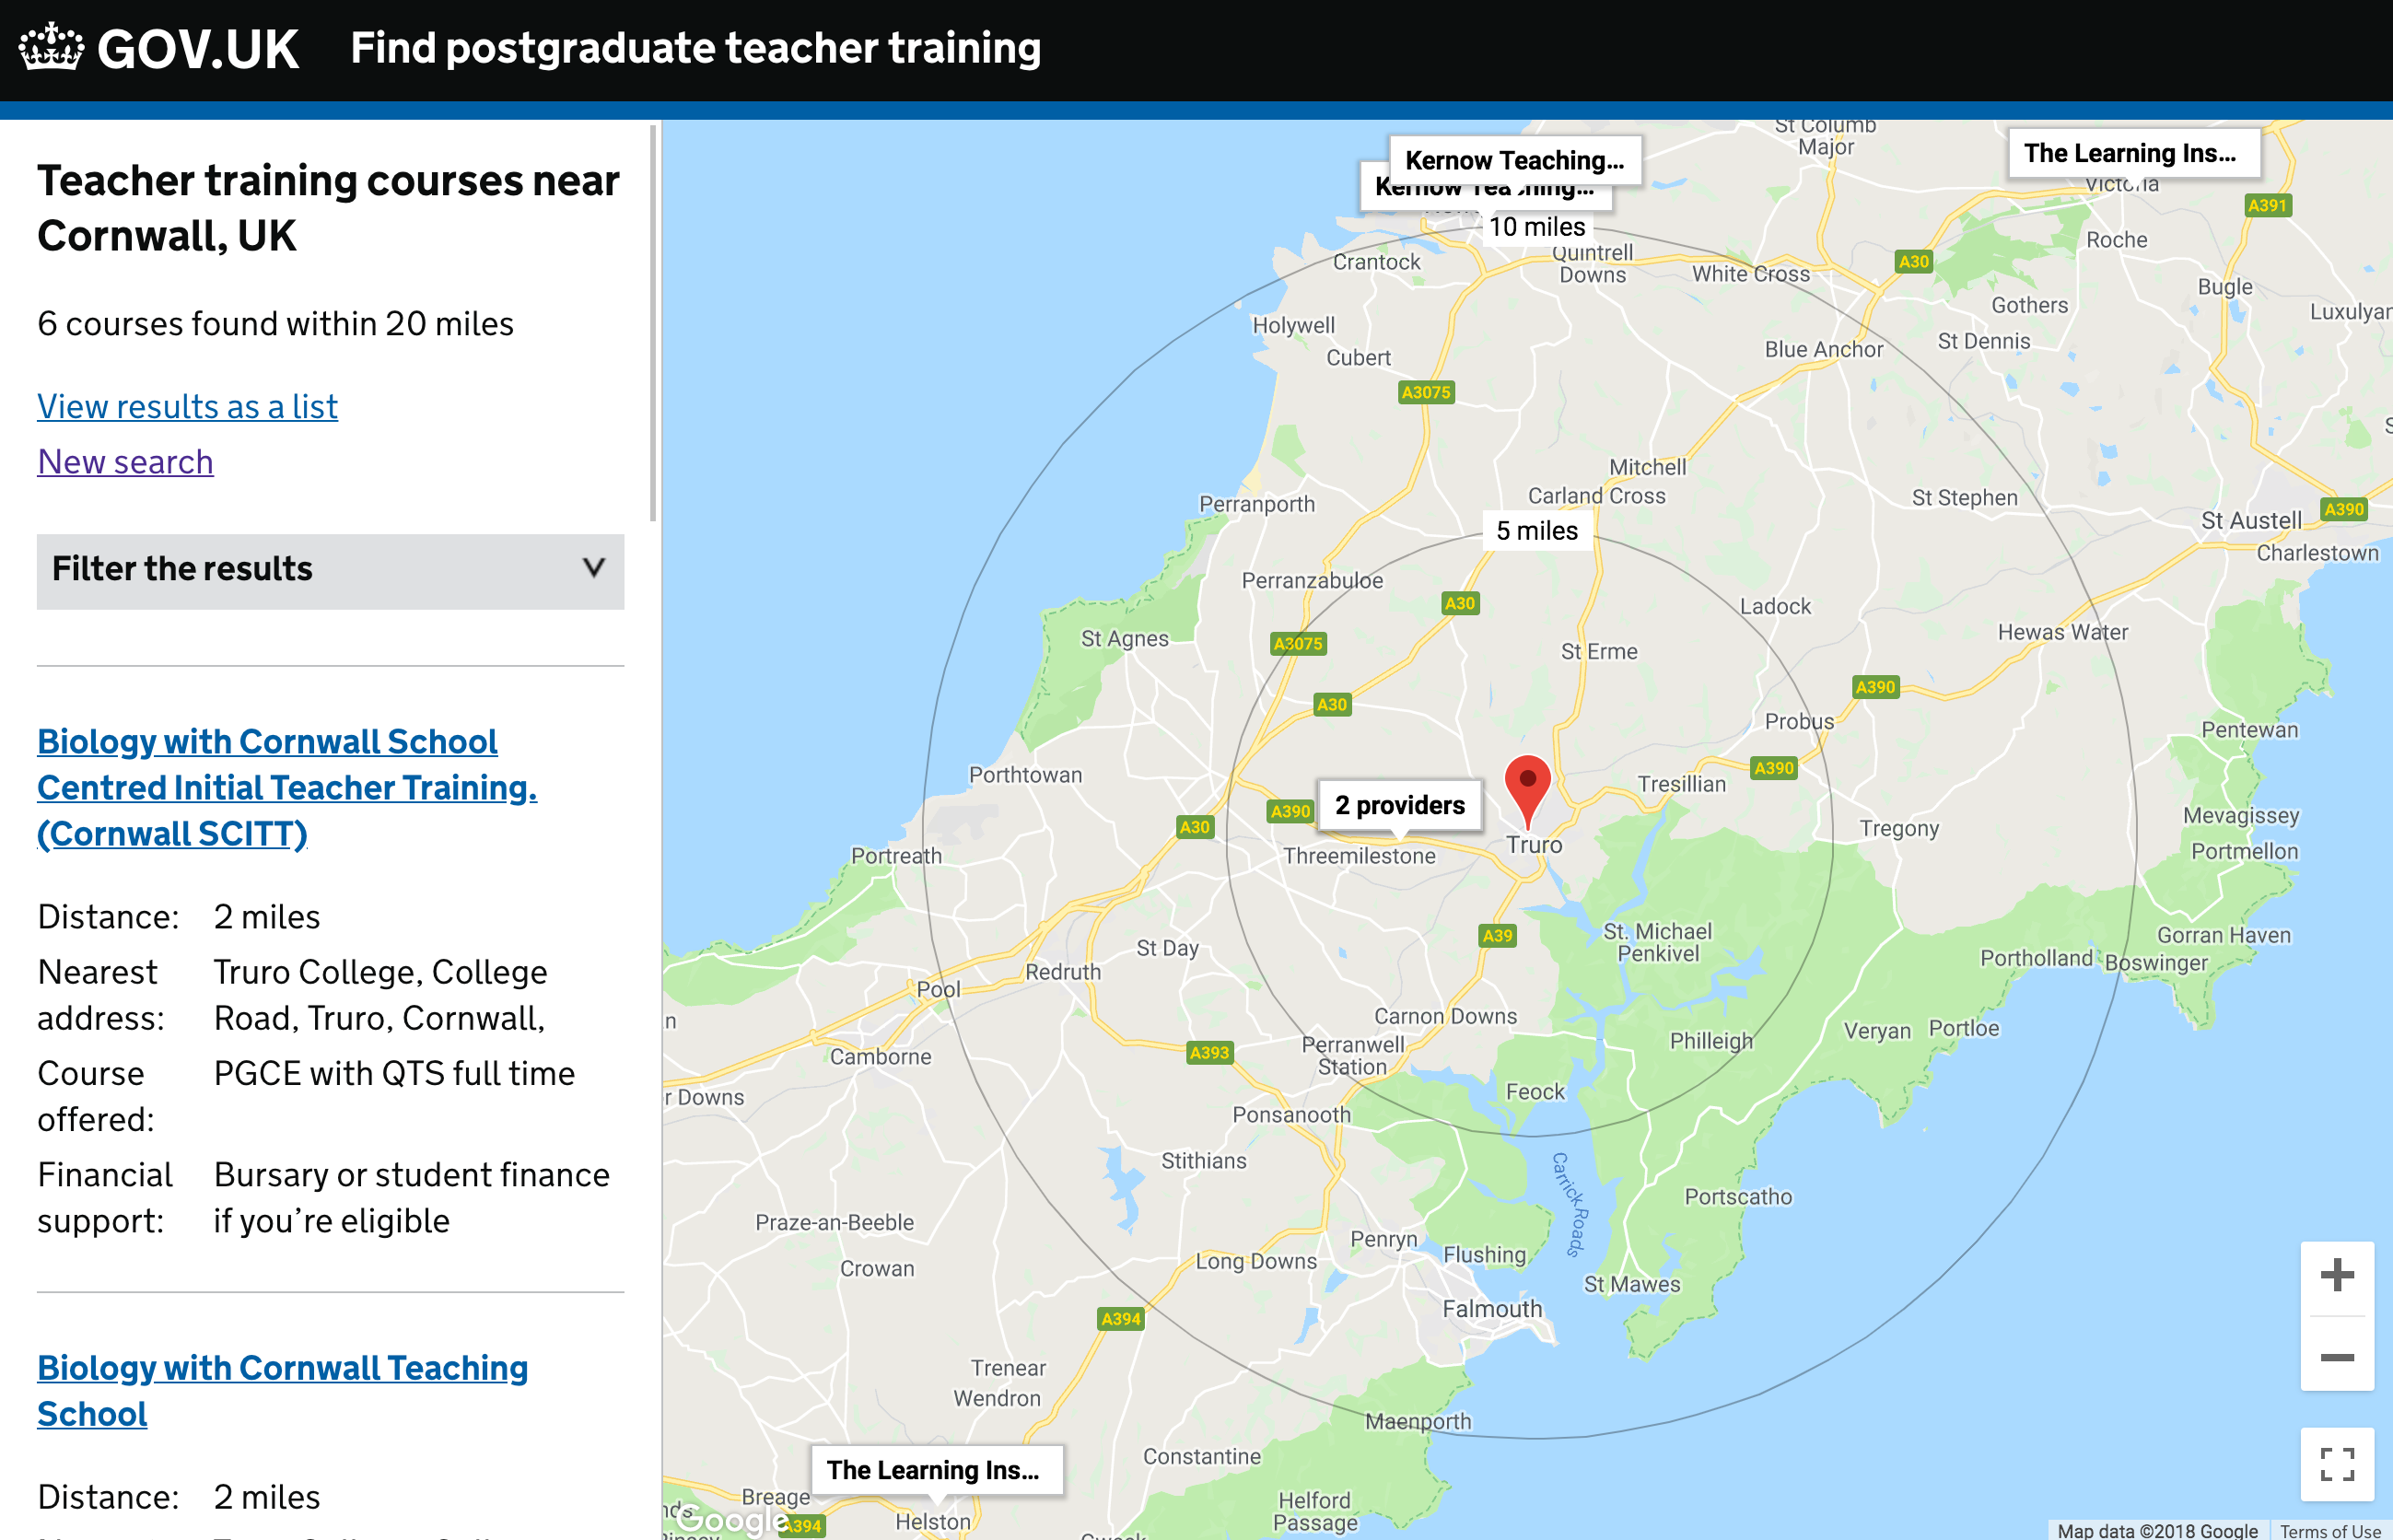 GOV.UK Find postgraduate teacher training
Teacher training courses near
Cornwall, UK
6 courses found within 20 miles
View results as a list
New search
Filter the results
Biology with Cornwall School
Centred Initial Teacher Training.
(Cornwall SCITT)
Distance: 2 miles
Nearest address: Truro College, College
Road, Truro, Cornwall,
Course offered: PGCE with QTS full time
Financial support: Bursary or student finance
if you’re eligible
Biology with Cornwall Teaching
School
Distance: 2 miles
St Columb
Major
Kernow Teaching...
Kernow Teaching...
The Learning Ins...
Victoria
A391
10 miles
Roche
Crantock
Quintrell
Downs
White Cross
A30
Bugle
Gothers
Holywell
St Dennis
Cubert
Blue Anchor
A3075
Mitchell
Carland Cross
St Stephen
Perranporth
A390
St Austell
5 miles
Charlestown
Perranzabuloe
A30
Ladock
St Agnes
A3075
St Erme
Hewas Water
A390
A30
Probus
Pentewan
Porthtowan
A390
Tresillian
2 providers
A390
A30
Mevagissey
Tregony
Truro
Portreath
Threemilestone
Portmellon
A39
St. Michael
Penkivel
Gorran Haven
St Day
Portholland
Boswinger
Redruth
Pool
Carnon Downs
Veryan
Portloe
Philleigh
Perranwell
Station
A393
Camborne
Feock
r Downs
Ponsanooth
Stithians
Carrick Roads
Portscatho
Praze-an-Beeble
Penryn
Flushing
Long Downs
Crowan
St Mawes
Falmouth
A394
Trenear
Wendron
Maenporth
Constantine
The Learning Ins...
Breage
Helford
Passage
Helston
A394
Google
Map data ©2018 Google
Terms of Use